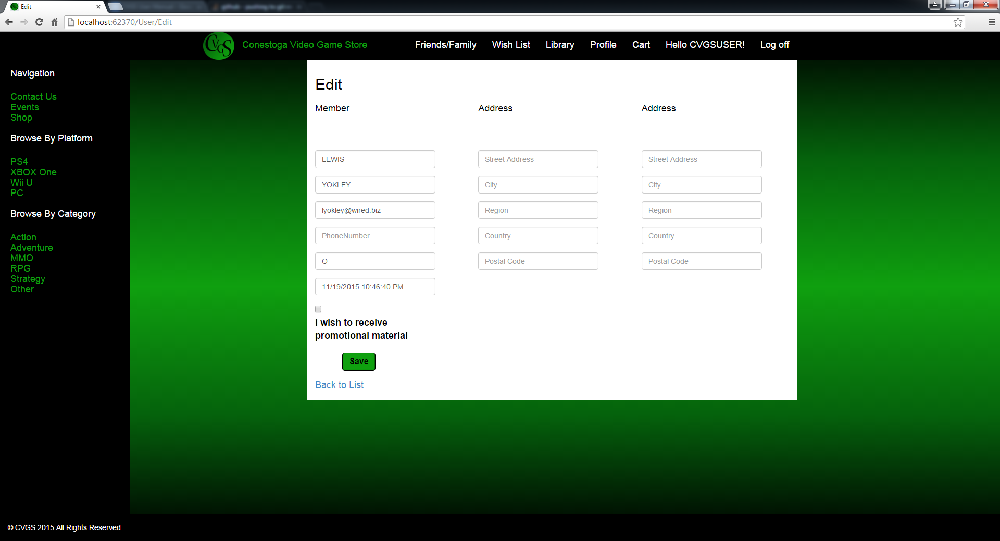 Edit
localhost:62370/User/Edit
CVGS
Conestoga Video Game Store
Friends/Family
Wish List
Library
Profile
Cart
Hello CVGSUSER!
Log off
Navigation
Contact Us
Events
Shop
Browse By Platform
PS4
XBOX One
Wii U
PC
Browse By Category
Action
Adventure
MMO
RPG
Strategy
Other
Edit
Member
LEWIS
YOKLEY
lyokley@wired.biz
PhoneNumber
O
11/19/2015 10:46:40 PM
I wish to receive
promotional material
Save
Back to List
Address
Street Address
City
Region
Country
Postal Code
Address
Street Address
City
Region
Country
Postal Code
© CVGS 2015 All Rights Reserved